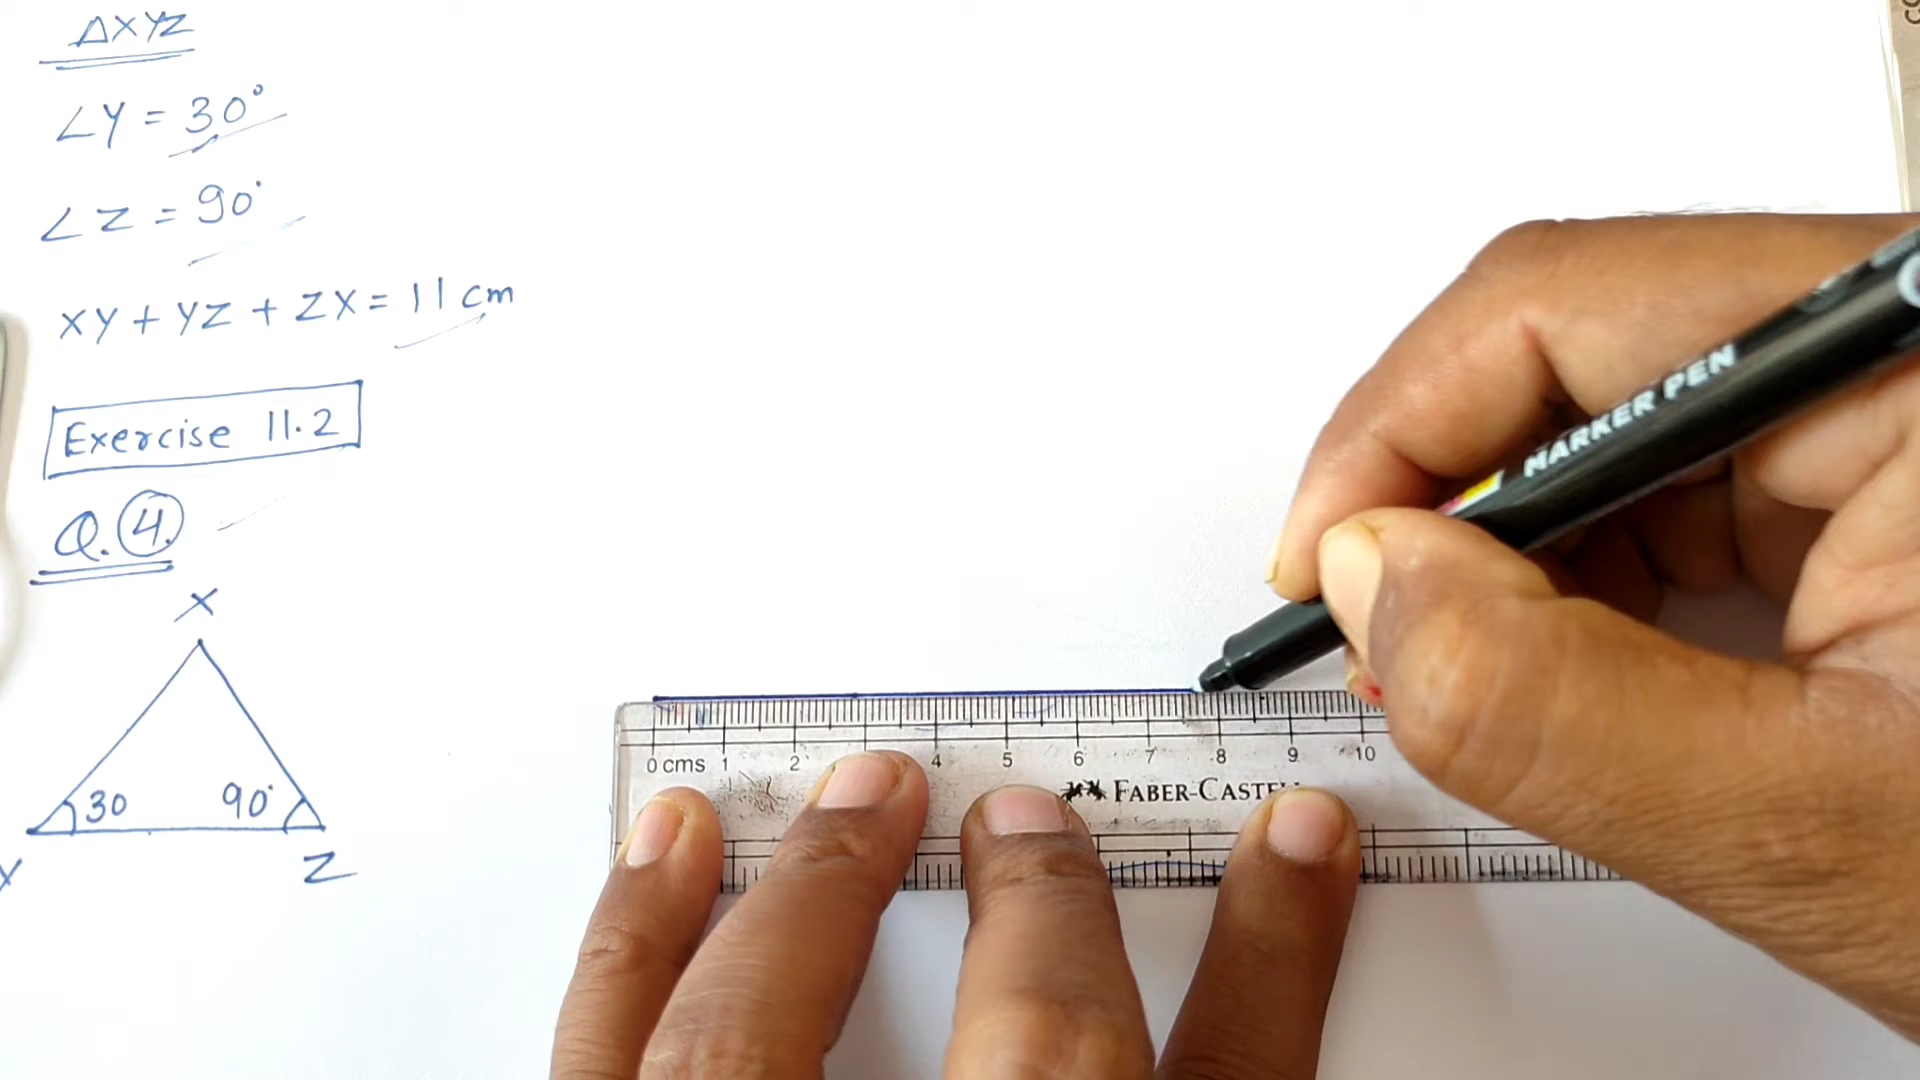 ΔXYZ
∠Y = 30°
∠Z = 90°
XY + YZ + ZX = 11 cm
Exercise 11.2
Q. 4.
X
30 90°
Y Z
MARKER PEN
0 cms 1 2 4 5 6 7 8 9 10
FABER-CASTELL